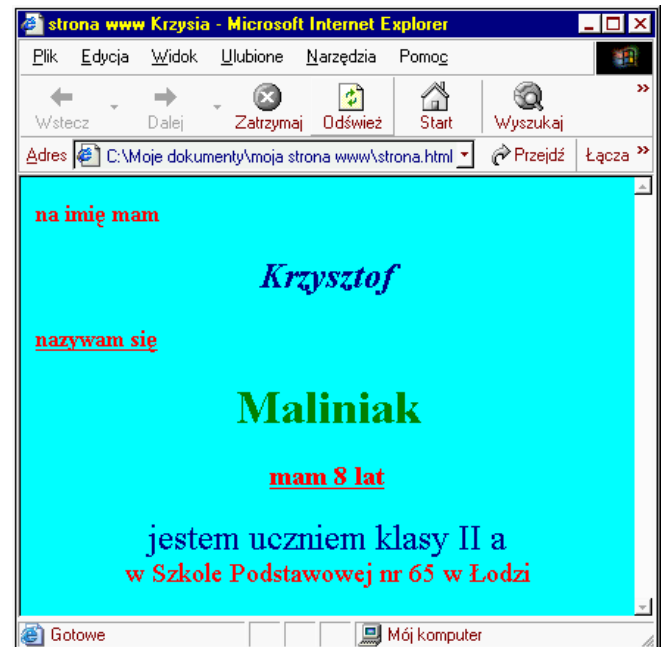 strona www Krzysia - Microsoft Internet Explorer
Plik Edycja Widok Ulubione Narzędzia Pomoc
Wstecz Dalej Zatrzymaj Odśwież Start Wyszukaj »
Adres C:\Moje dokumenty\moja strona www\strona.html Przejdź Łącza »
na imię mam
Krzysztof
nazywam się
Maliniak
mam 8 lat
jestem uczniem klasy II a
w Szkole Podstawowej nr 65 w Łodzi
Gotowe Mój komputer